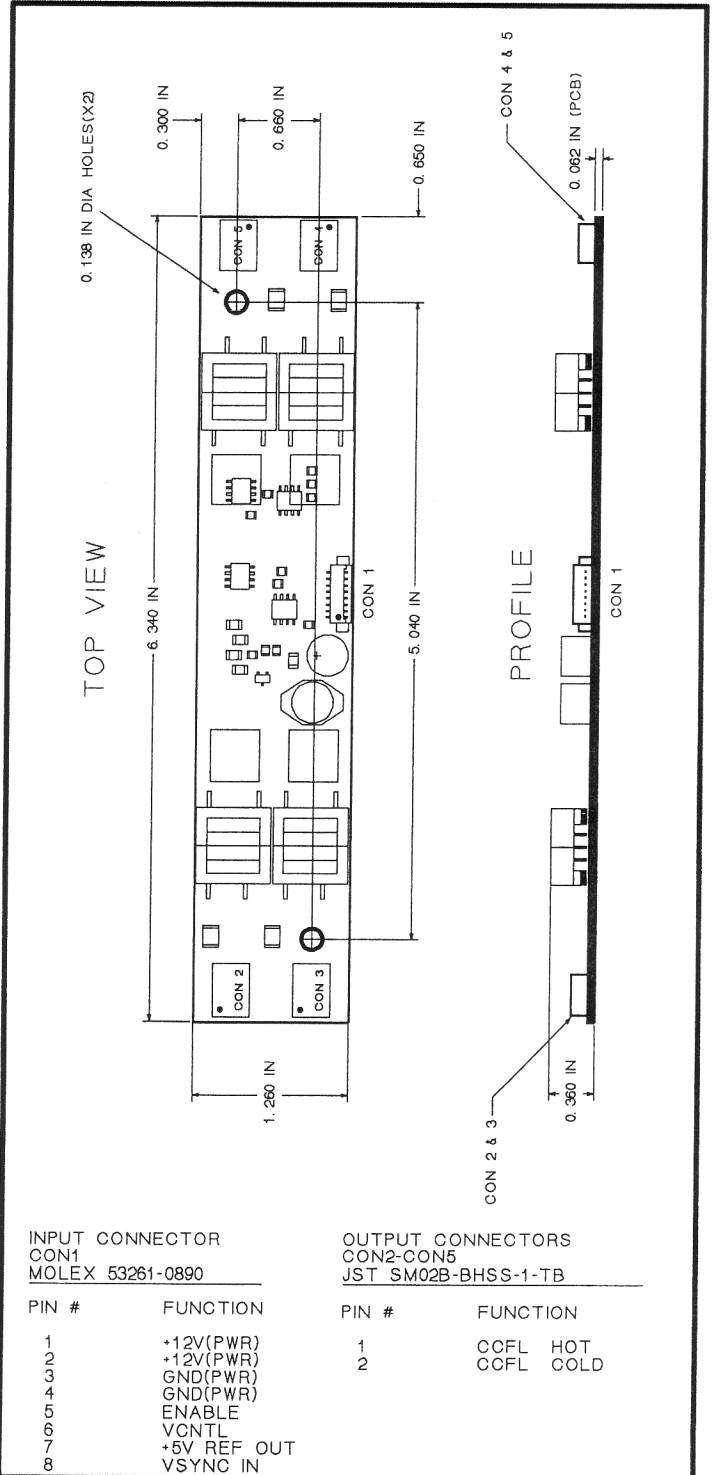 0.300 IN
0.660 IN
0.138 IN DIA HOLES(X2)
0.650 IN
CON 5
CON 4
TOP VIEW
6.340 IN
CON 1
5.040 IN
CON 2
CON 3
1.260 IN
CON 4 & 5
0.062 IN (PCB)
PROFILE
CON 1
0.360 IN
CON 2 & 3
INPUT CONNECTOR
CON1
MOLEX 53261-0890
PIN # FUNCTION
1 +12V(PWR)
2 +12V(PWR)
3 GND(PWR)
4 GND(PWR)
5 ENABLE
6 VCNTL
7 +5V REF OUT
8 VSYNC IN
OUTPUT CONNECTORS
CON2-CON5
JST SM02B-BHSS-1-TB
PIN # FUNCTION
1 CCFL HOT
2 CCFL COLD